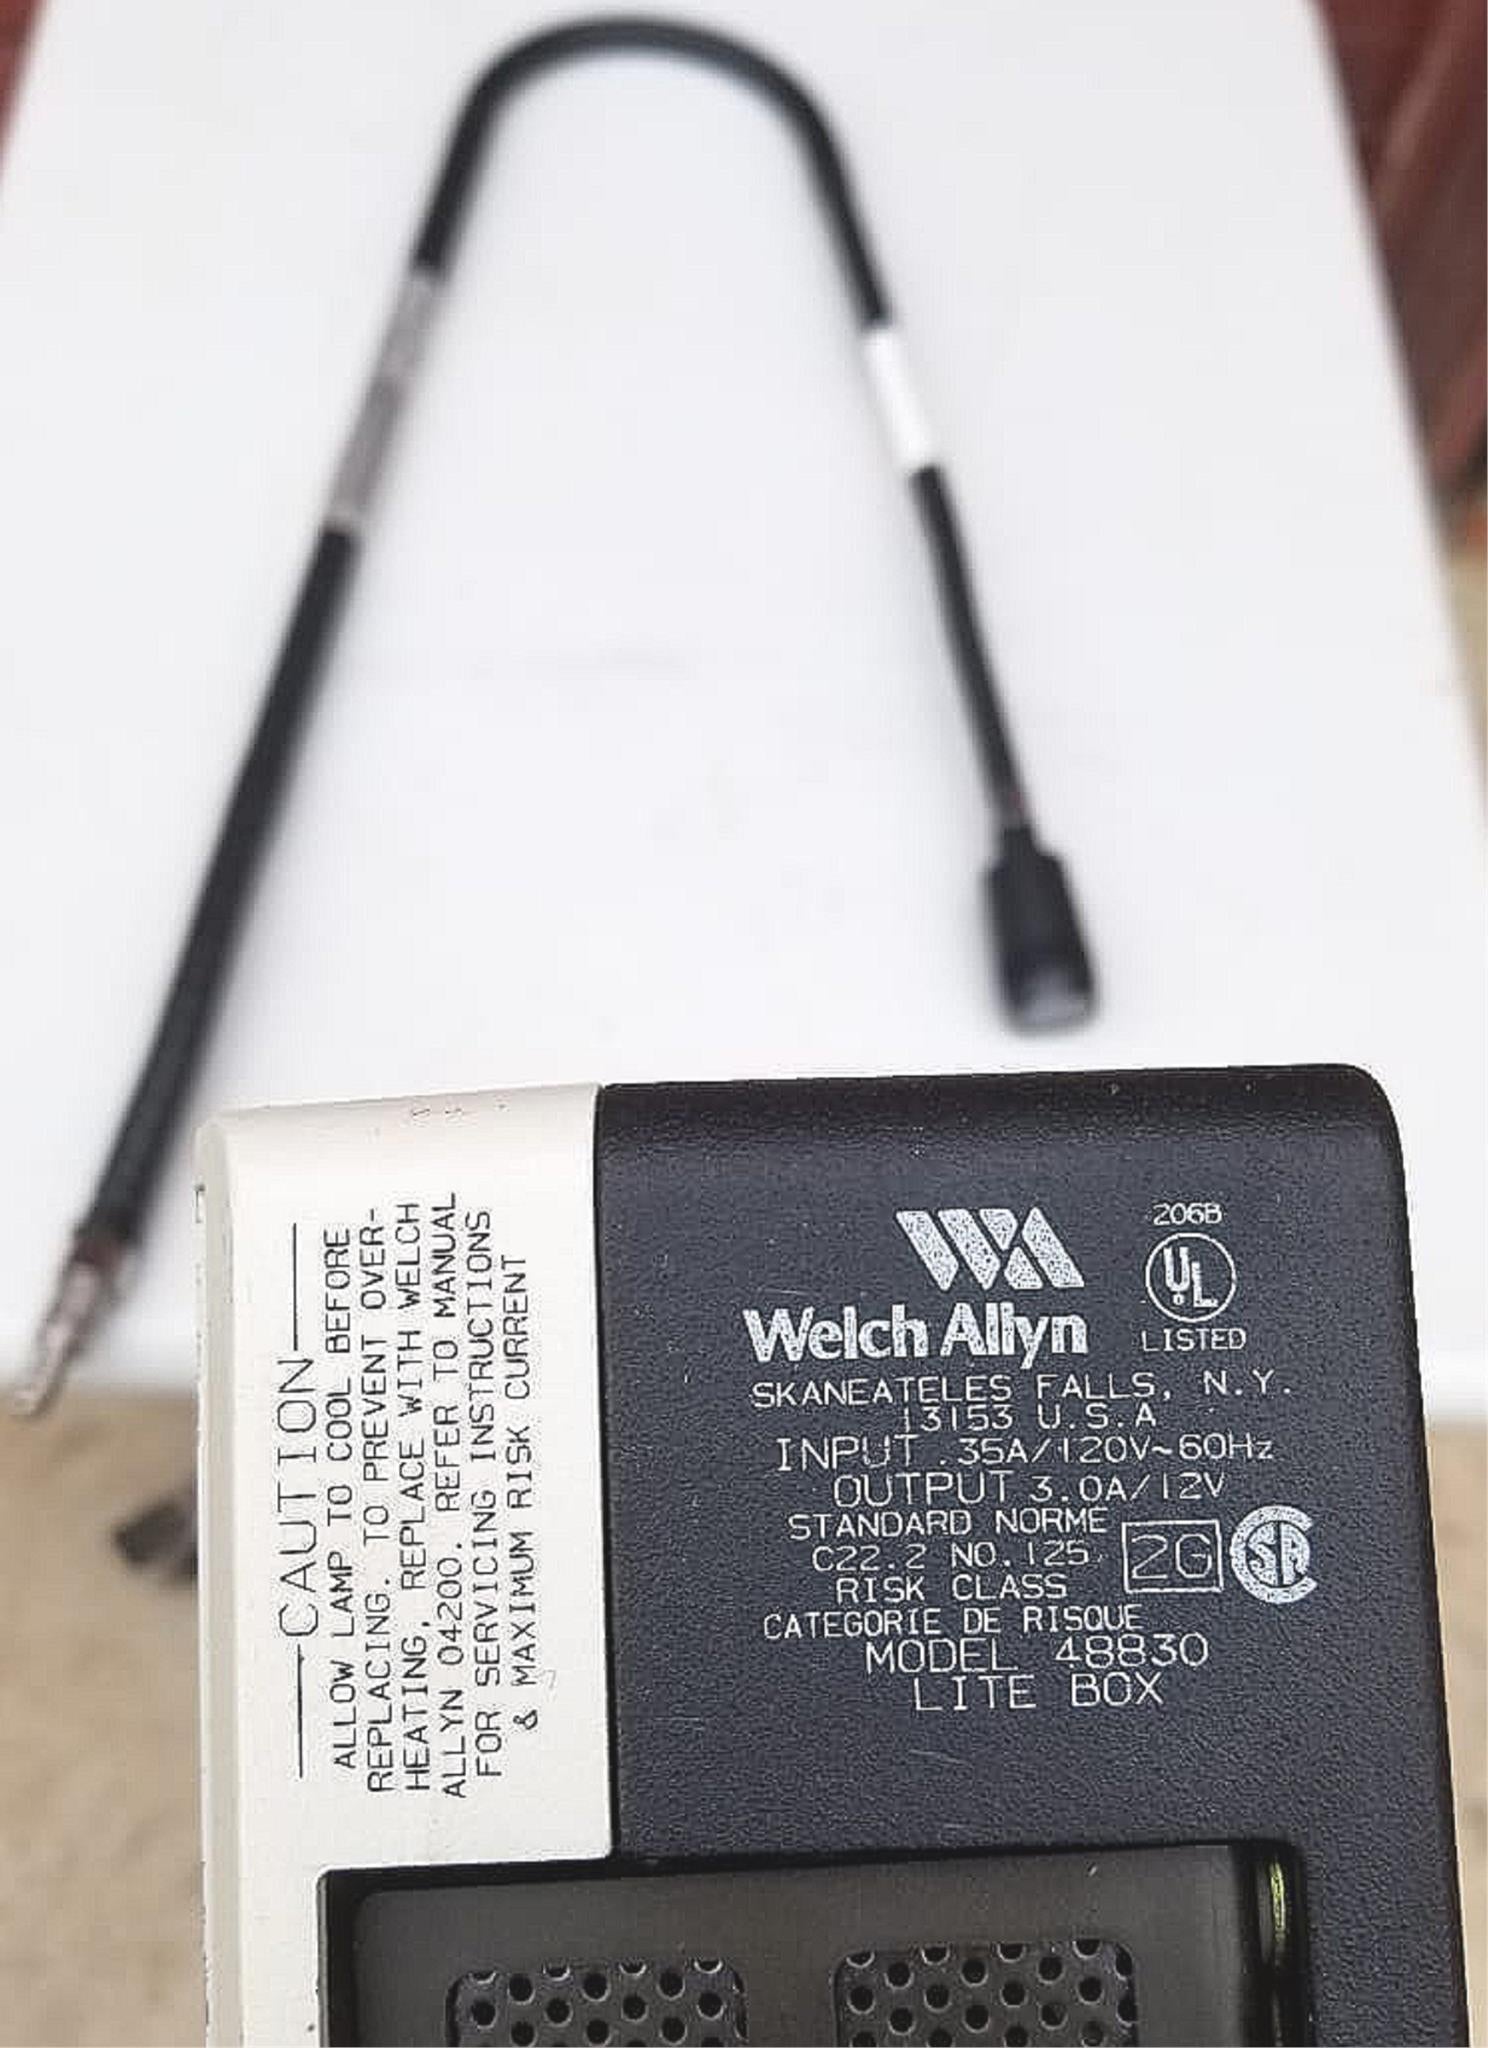 CAUTION
ALLOW LAMP TO COOL BEFORE
REPLACING. TO PREVENT OVER-
HEATING, REPLACE WITH WELCH
ALLYN 04200. REFER TO MANUAL
FOR SERVICING INSTRUCTIONS
& MAXIMUM RISK CURRENT
WA
Welch Allyn
206B
UL
LISTED
SKANEATELES FALLS, N.Y.
13153 U.S.A
INPUT .35A/120V~60Hz
OUTPUT 3.0A/12V
STANDARD NORME
C22.2 NO.125
RISK CLASS
2G
SA
CATEGORIE DE RISQUE
MODEL 48830
LITE BOX